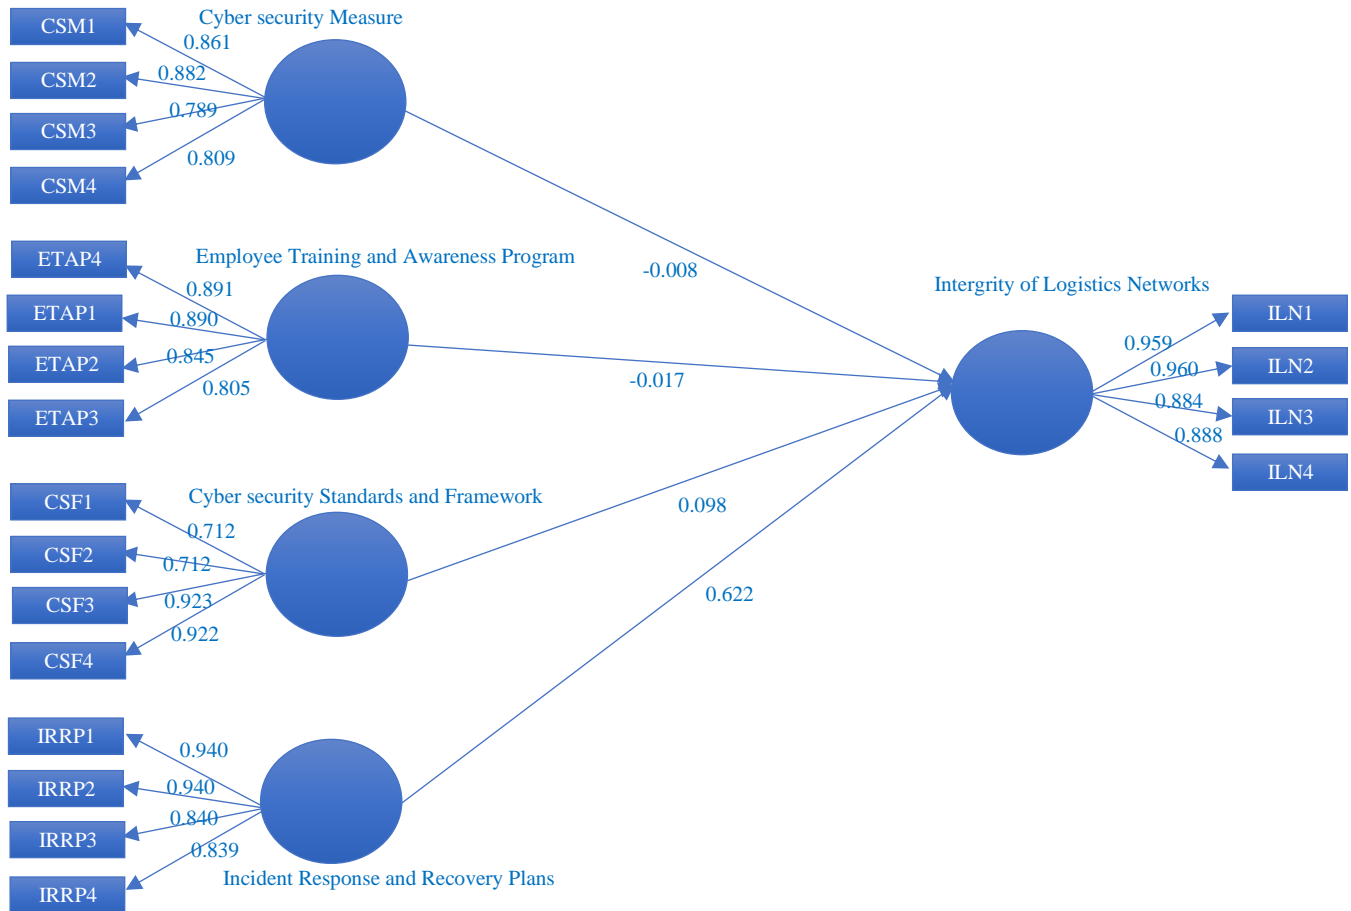 Cyber security Measure
CSM1
0.861
CSM2
0.882
CSM3
0.789
CSM4
0.809
Employee Training and Awareness Program
ETAP4
0.891
ETAP1
0.890
ETAP2
0.845
ETAP3
0.805
Cyber security Standards and Framework
CSF1
0.712
CSF2
0.712
CSF3
0.923
CSF4
0.922
IRRP1
0.940
IRRP2
0.940
IRRP3
0.840
IRRP4
0.839
Incident Response and Recovery Plans
-0.008
-0.017
0.098
0.622
Intergrity of Logistics Networks
ILN1
0.959
ILN2
0.960
ILN3
0.884
ILN4
0.888